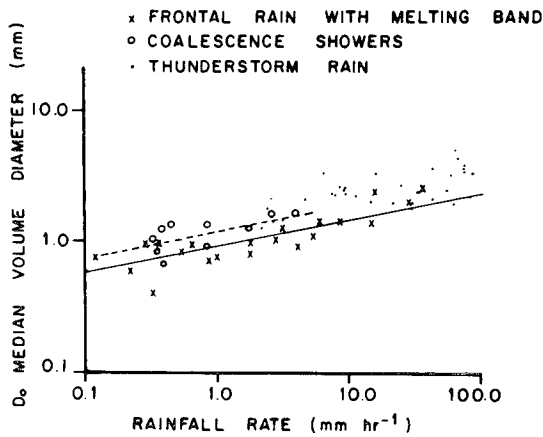 x FRONTAL RAIN WITH MELTING BAND
o COALESCENCE SHOWERS
· THUNDERSTORM RAIN
D₀ MEDIAN VOLUME DIAMETER (mm)
10.0
1.0
0.1
0.1 1.0 10.0 100.0
RAINFALL RATE (mm hr⁻¹)